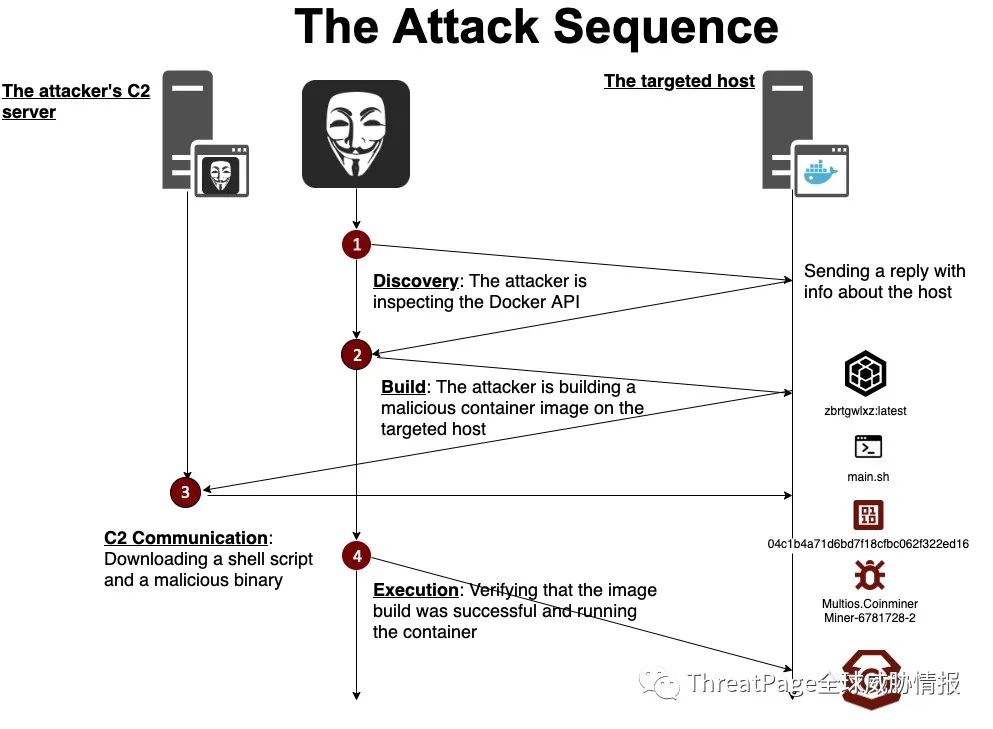 The Attack Sequence
The attacker's C2
server
The targeted host
1
Discovery: The attacker is
inspecting the Docker API
Sending a reply with
info about the host
2
Build: The attacker is building a
malicious container image on the
targeted host
zbrtgwlxz:latest
main.sh
3
C2 Communication:
Downloading a shell script
and a malicious binary
01
10
04c1b4a71d6bd7f18cfbc062f322ed16
4
Execution: Verifying that the image
build was successful and running
the container
Multios.Coinminer
Miner-6781728-2
ThreatPage全球威胁情报